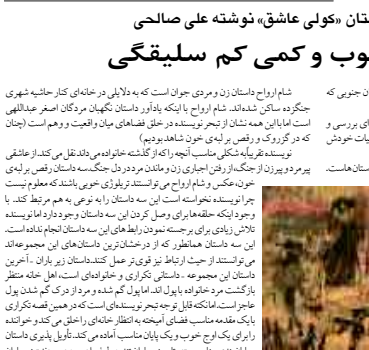 ستان «کولی عاشق» نوشته علی صالحی
وب و کمی کم سلیقگی
شام ارواح داستان زن و مردی جوان است که به دلایلی در خانه‌ای کنار حاشیه شهری
جنگزده ساکن شده‌اند. شام ارواح با اینکه یادآور داستان نگهبان مردگان اصغر عبداللهی
است اما با این همه نشان از تبحر نویسنده در خلق فضاهای میان واقعیت و وهم است (چنان
که در گزروک و رقص بر لبه‌ی خون شاهد بودیم)
نویسنده تقریبا به شکلی مناسب آنچه را که از گذشته خانواده می‌داند نقل می‌کند. از عاشقی
پیرمرد و پیرزن از جنگ، از رفتن اجباری زن و ماندن مرد در دل جنگ. سه داستان رقص بر لبه‌ی
خون، عکس و شام ارواح می‌توانستند تریلوژی خوبی باشند که معلوم نیست
چرا نویسنده نخواسته است این سه داستان را به نوعی به هم مرتبط کند. با
وجود اینکه حلقه‌ها برای وصل کردن این سه داستان وجود دارد اما نویسنده
تلاش زیادی برای برجسته نمودن رابط‌های این سه داستان انجام نداده است.
این سه داستان همانطور که از درخشان‌ترین داستان‌های این مجموعه‌اند
می‌توانستند از حیث ارتباط نیز قوی‌تر عمل کنند. داستان زیر باران - آخرین
داستان این مجموعه - داستانی تکراری و خانواده‌ای است، اهل خانه منتظر
بازگشت مرد خانواده با پول اند. اما پول گم شده و مرد از درک گم شدن پول
عاجز است. اما نکته قابل توجه تبحر نویسنده‌ای است که در همین قصه تکراری
با یک مقدمه مناسب فضای آمیخته به انتظار خانه‌ای را خلق می‌کند و خواننده
را برای یک اوج خوب و یک پایان مناسب آماده می‌کند. تأویل پذیری داستان
ن جنوبی که
ای بررسی و
یات خودش
ستان‌هاست.